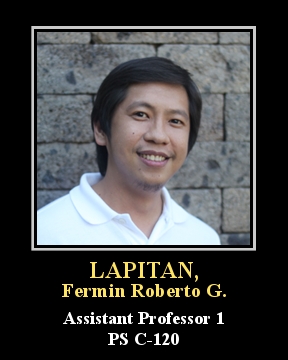 LAPITAN,
Fermin Roberto G.
Assistant Professor 1
PS C-120